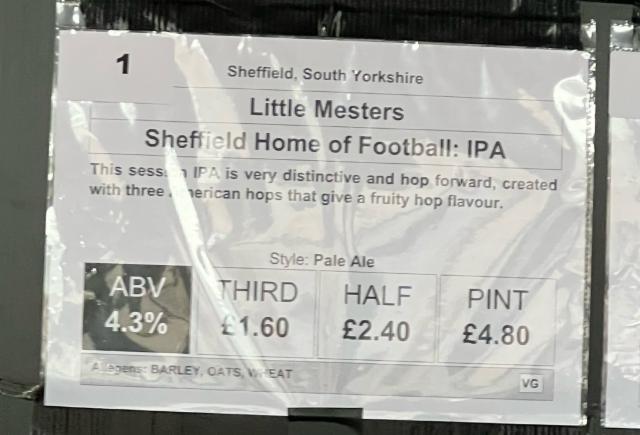 1
Sheffield, South Yorkshire
Little Mesters
Sheffield Home of Football: IPA
This session IPA is very distinctive and hop forward, created
with three American hops that give a fruity hop flavour.
Style: Pale Ale
ABV THIRD HALF PINT
4.3% £1.60 £2.40 £4.80
Allegens: BARLEY, OATS, WHEAT
VG